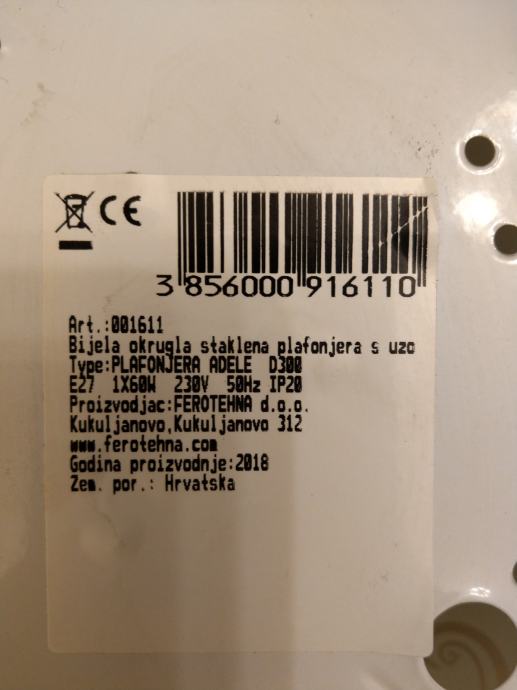 CE
3 856000 916110
Art.:001611
Bijela okrugla staklena plafonjera s uzo
Type:PLAFONJERA ADELE D300
E27 1X60W 230V 50Hz IP20
Proizvodjac:FEROTEHNA d.o.o.
Kukuljanovo,Kukuljanovo 312
www.ferotehna.com
Godina proizvodnje:2018
Zem. por.: Hrvatska